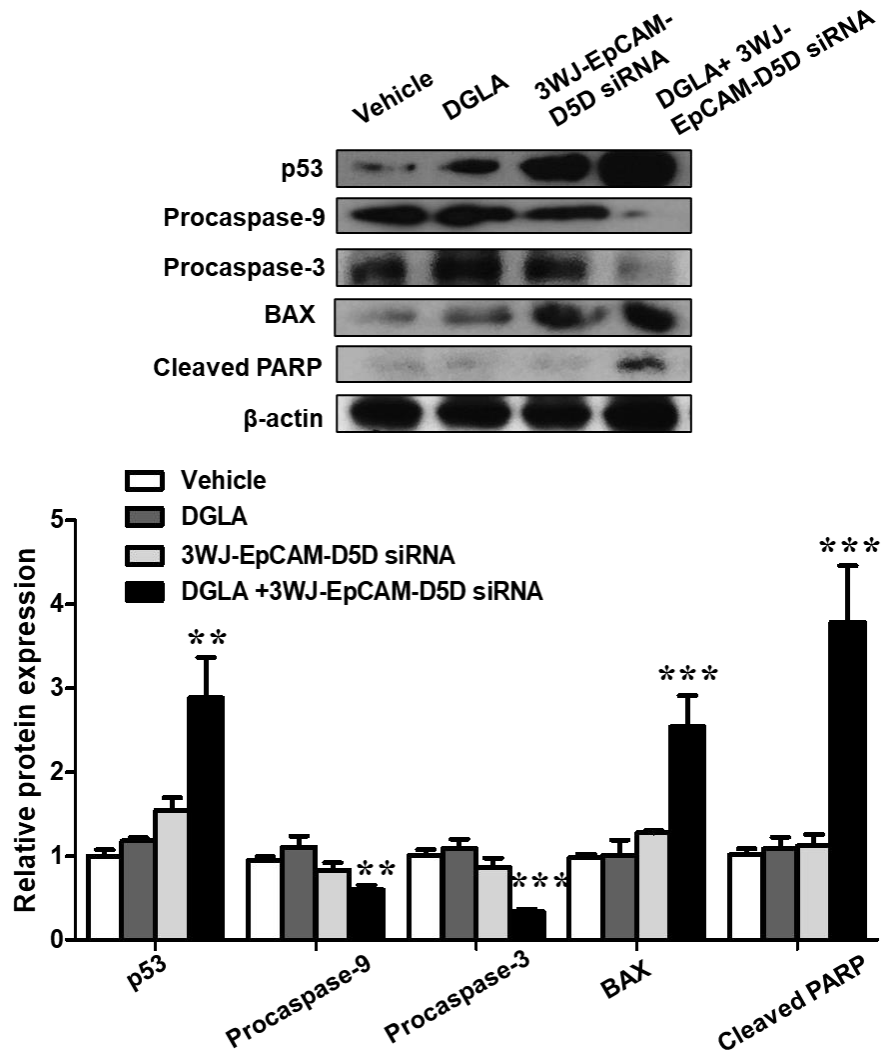 Vehicle
DGLA
3WJ-EpCAM-
D5D siRNA
DGLA+ 3WJ-
EpCAM-D5D siRNA
p53
Procaspase-9
Procaspase-3
BAX
Cleaved PARP
β-actin
Vehicle
DGLA
3WJ-EpCAM-D5D siRNA
DGLA +3WJ-EpCAM-D5D siRNA
Relative protein expression
5
4
3
2
1
0
**
**
***
***
***
p53
Procaspase-9
Procaspase-3
BAX
Cleaved PARP